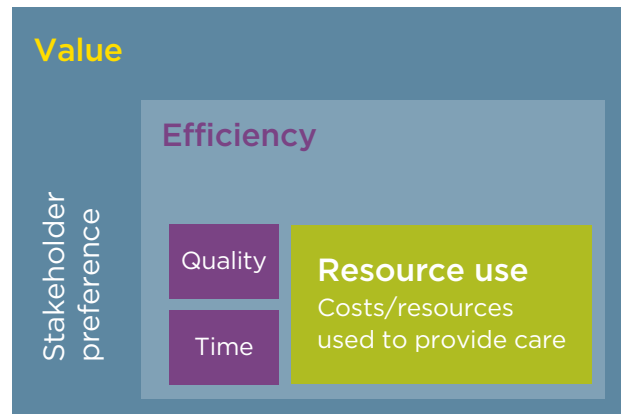 Value
Efficiency
Stakeholder
preference
Quality
Time
Resource use
Costs/resources
used to provide care